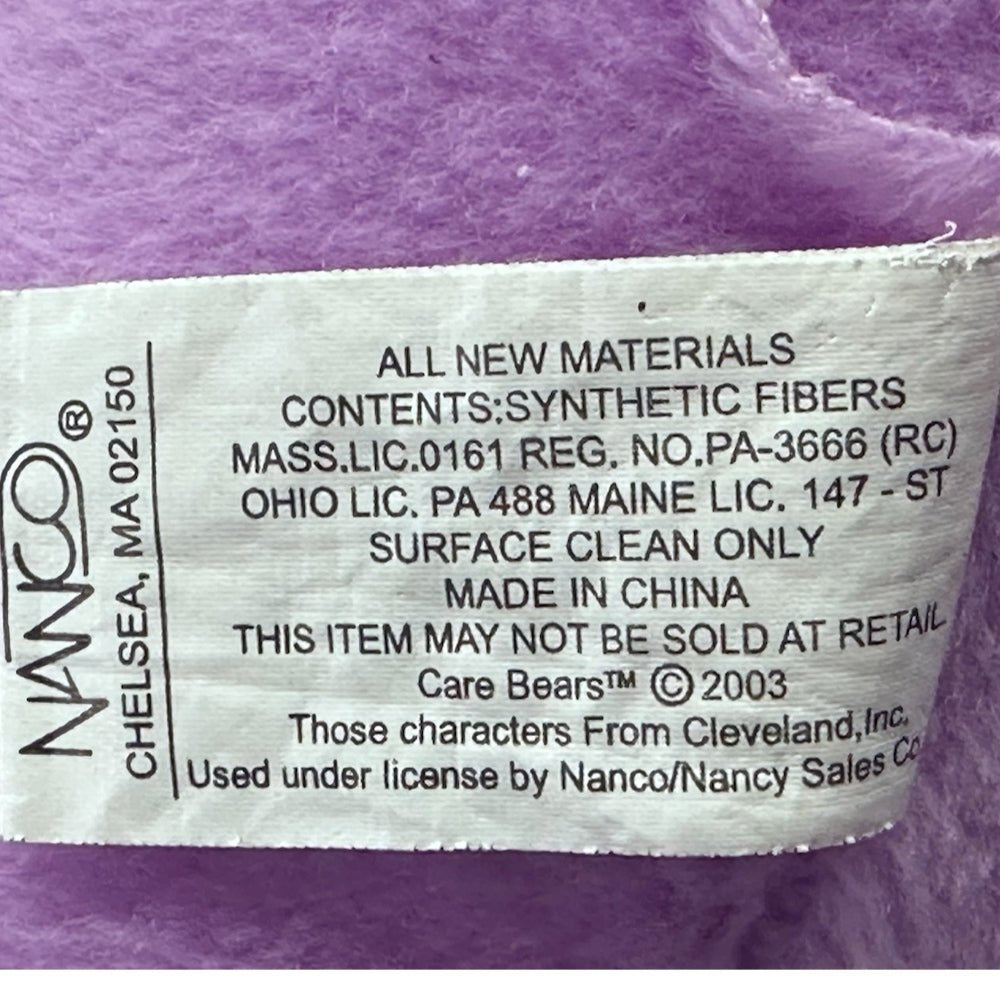 NANCO®
CHELSEA, MA 02150
ALL NEW MATERIALS
CONTENTS:SYNTHETIC FIBERS
MASS.LIC.0161 REG. NO.PA-3666 (RC)
OHIO LIC. PA 488 MAINE LIC. 147 - ST
SURFACE CLEAN ONLY
MADE IN CHINA
THIS ITEM MAY NOT BE SOLD AT RETAIL
Care Bears™ © 2003
Those characters From Cleveland,Inc.
Used under license by Nanco/Nancy Sales Co